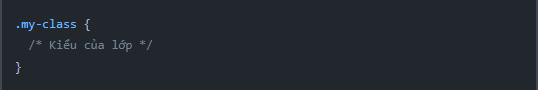 .my-class {
/* Kiểu của lớp */
}